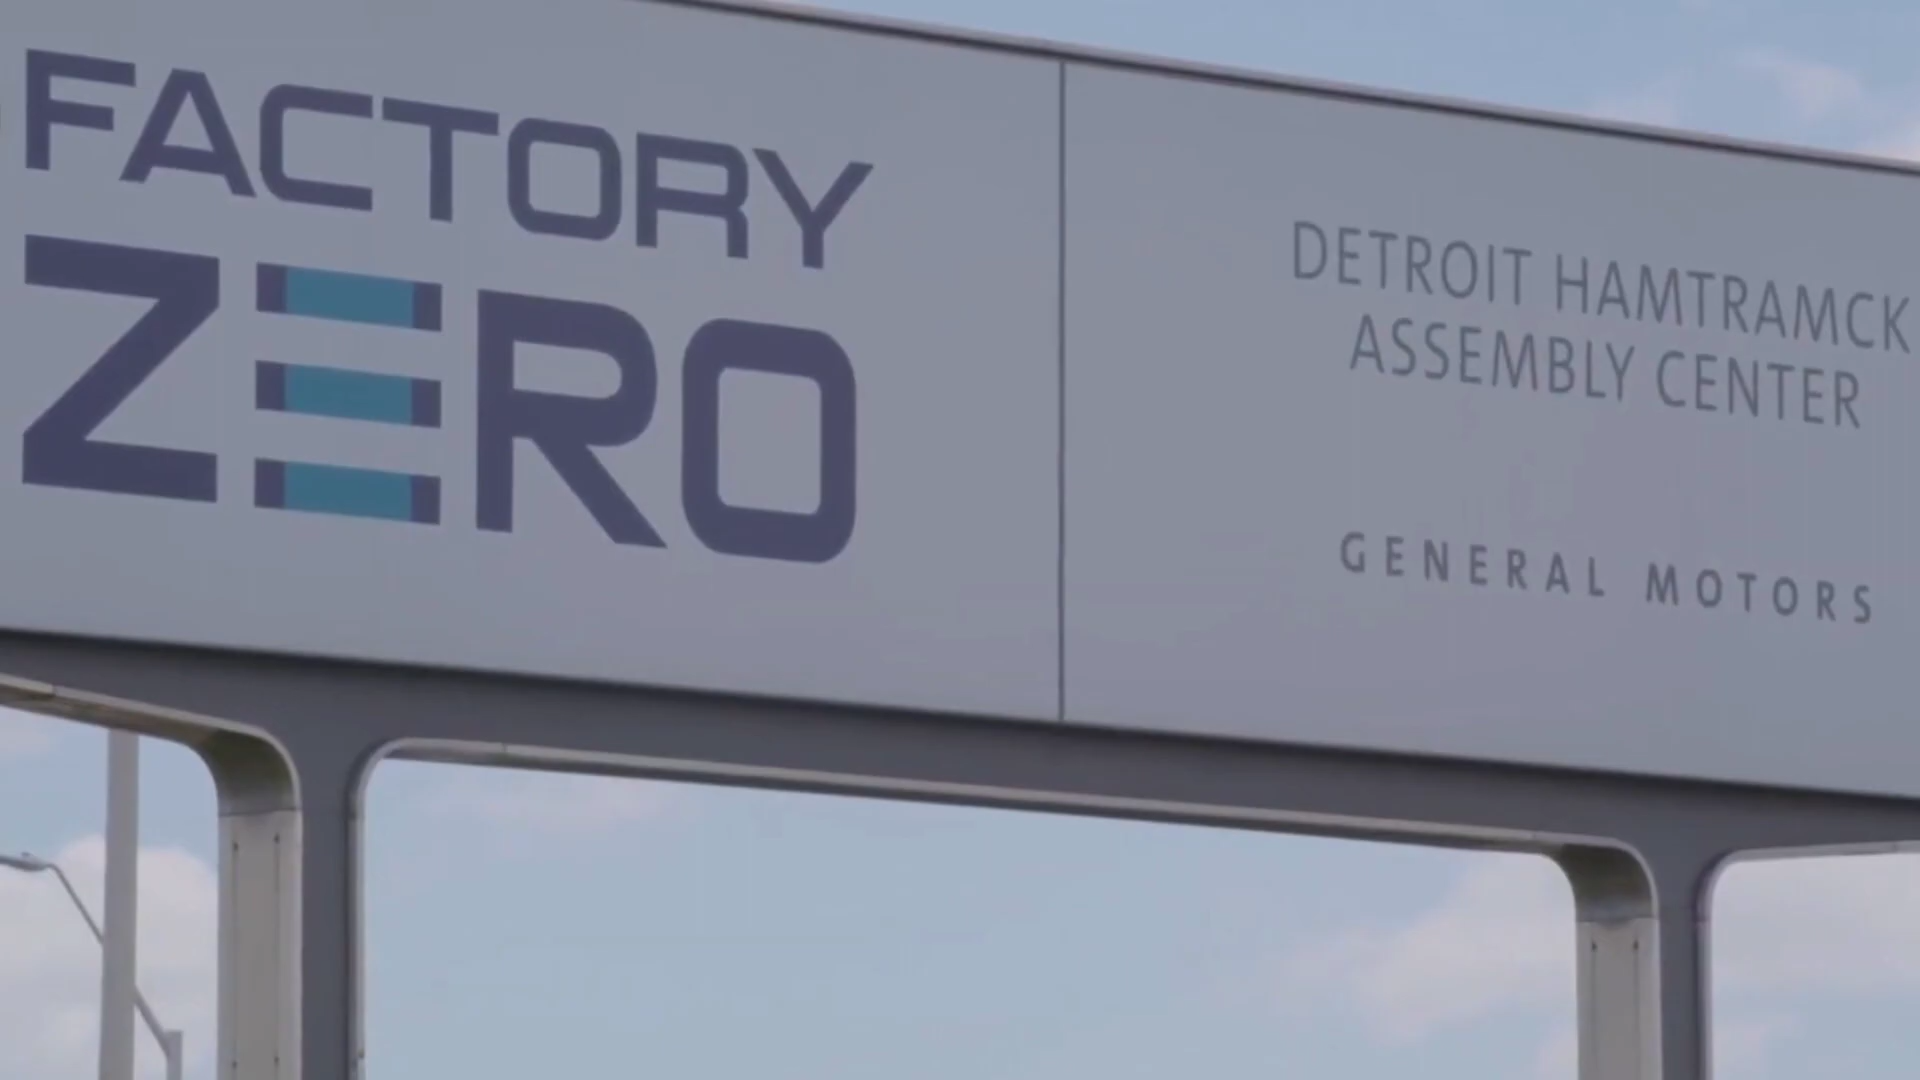 FACTORY
ZERO
DETROIT HAMTRAMCK
ASSEMBLY CENTER
GENERAL MOTORS